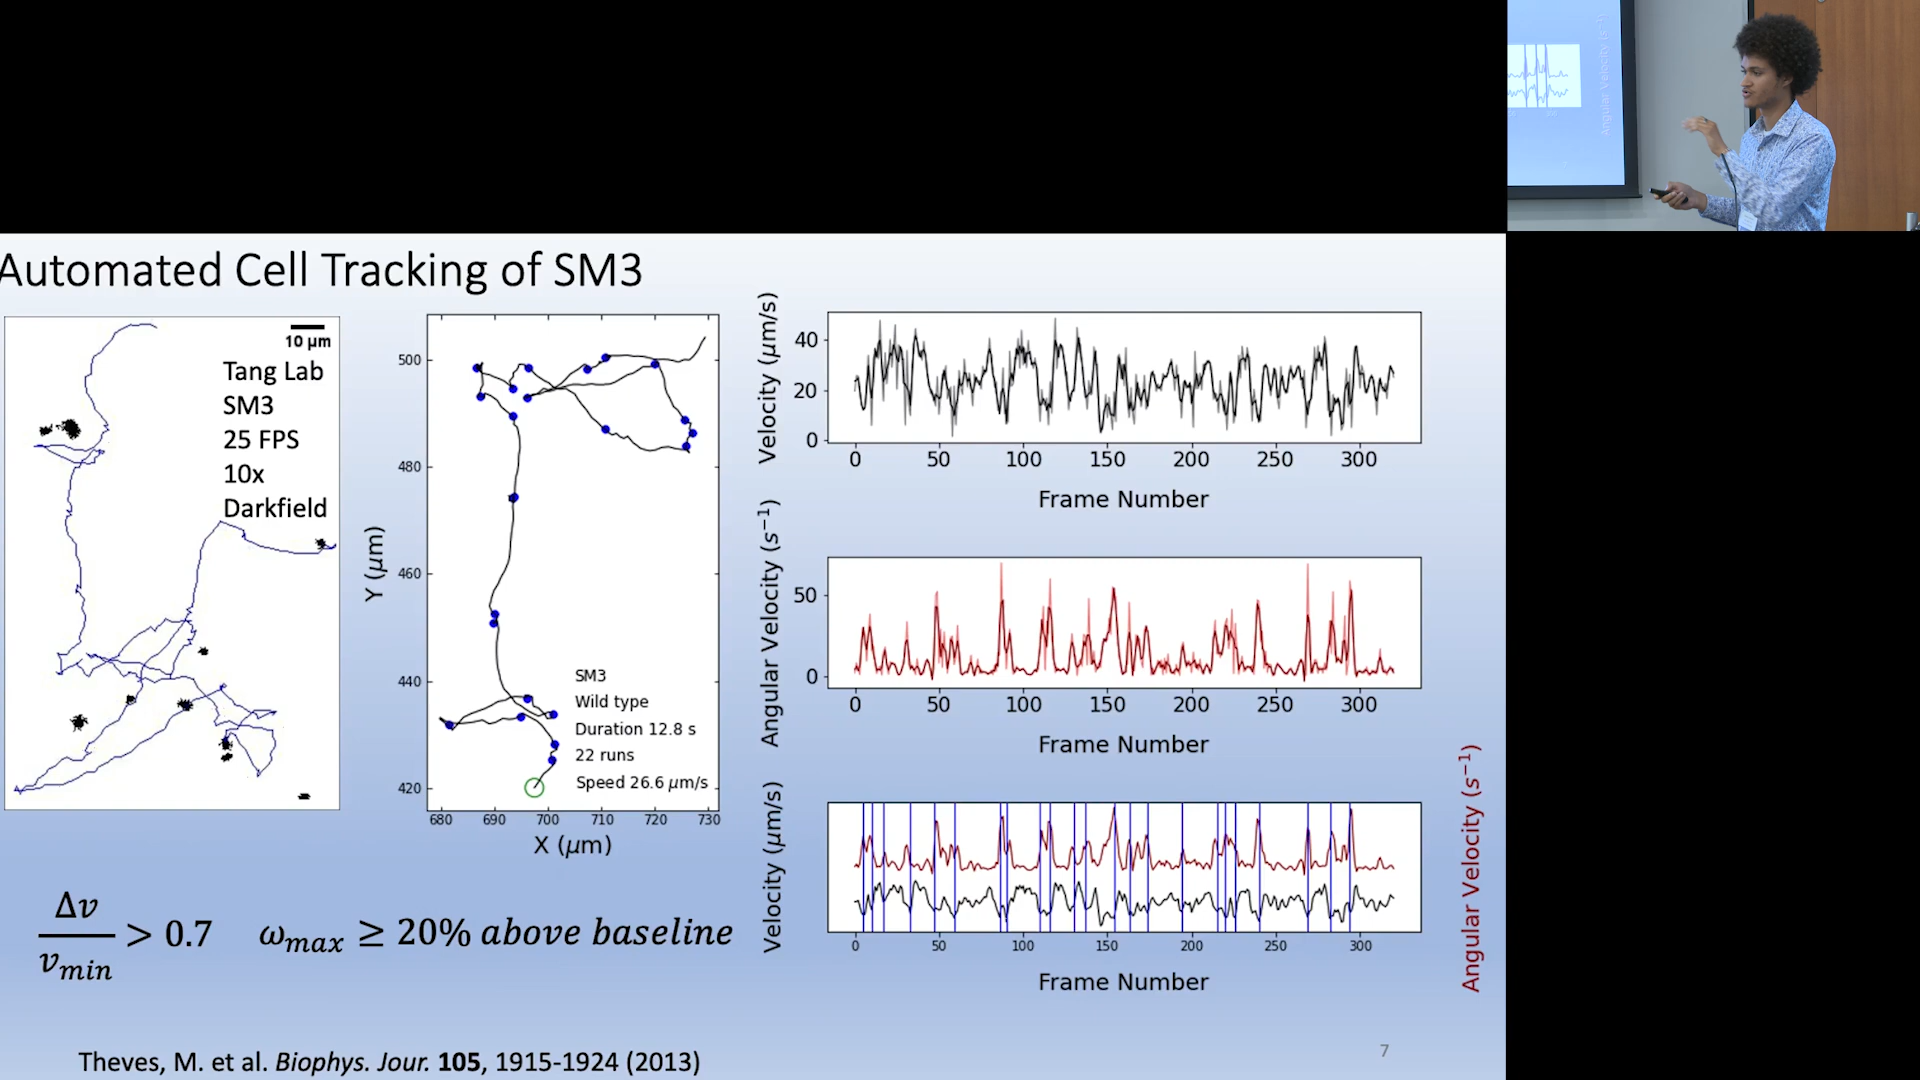 Automated Cell Tracking of SM3
10 µm
Tang Lab
SM3
25 FPS
10x
Darkfield
Y (µm)
500
480
460
440
420
680 690 700 710 720 730
X (µm)
SM3
Wild type
Duration 12.8 s
22 runs
Speed 26.6 µm/s
Velocity (µm/s)
40
20
0
0 50 100 150 200 250 300
Frame Number
Angular Velocity (s⁻¹)
50
0
0 50 100 150 200 250 300
Frame Number
Velocity (µm/s)
Angular Velocity (s⁻¹)
0 50 100 150 200 250 300
Frame Number
Δv / v_min > 0.7
ω_max ≥ 20% above baseline
Theves, M. et al. Biophys. Jour. 105, 1915-1924 (2013)
7
Angular Velocity (s⁻¹)